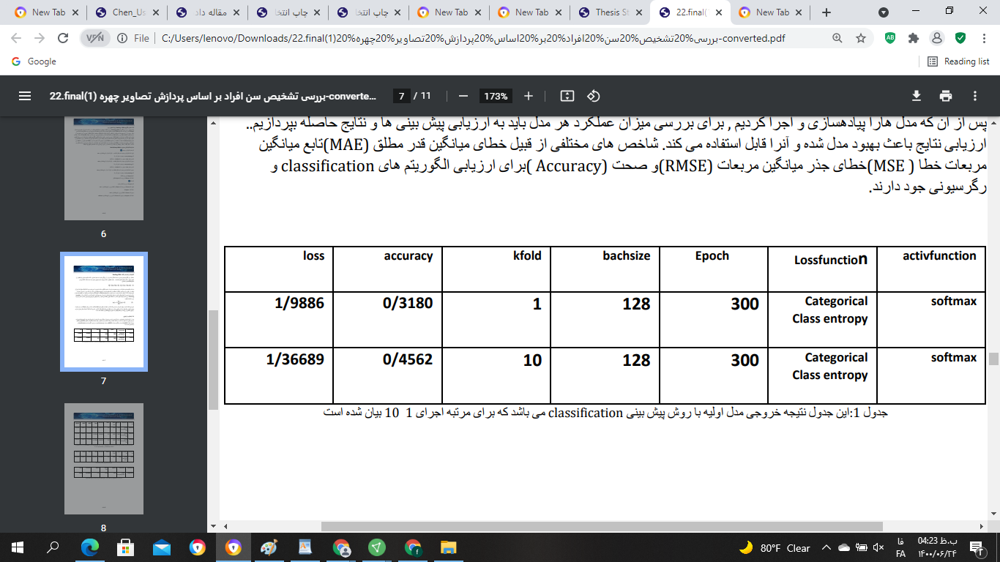 New Tab
Chen_Us
مقاله داد
چاپ انتخا
چاپ انتخا
New Tab
New Tab
Thesis St
22.final(
New Tab
VPN
File
C:/Users/lenovo/Downloads/22.final(1)20%بررسی20%تشخیص20%سن20%افراد20%بر20%اساس20%پردازش20%تصاویر20%چهره-converted.pdf
Google
Reading list
22.final(1) بررسی تشخیص سن افراد بر اساس پردازش تصاویر چهره-converte...
7 / 11
173%
پس از ان که مدل هارا پیادهسازی و اجرا کردیم , برای بررسی میزان عملکرد هر مدل باید به ارزیابی پیش بینی ها و نتایج حاصله بپردازیم..
ارزیابی نتایج باعث بهبود مدل شده و آنرا قابل استفاده می کند. شاخص های مختلفی از قبیل خطای میانگین قدر مطلق (MAE)تابع میانگین
مربعات خطا ( MSE)خطای جذر میانگین مربعات (RMSE)و صحت (Accuracy )برای ارزیابی الگوریتم های classification و
رگرسیونی جود دارند.
loss accuracy kfold bachsize Epoch Lossfunction activfunction
1/9886 0/3180 1 128 300 Categorical softmax
Class entropy
1/36689 0/4562 10 128 300 Categorical softmax
Class entropy
جدول 1:این جدول نتیجه خروجی مدل اولیه با روش پیش بینی classification می باشد که برای مرتبه اجرای 1 10 بیان شده است
6
7
8
80°F Clear
فا
FA
04:23 ب.ظ
۱۴۰۰/۰۶/۲۴